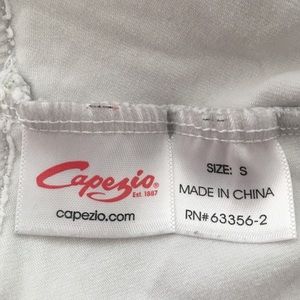 Capezio®
Est. 1887
capezio.com
SIZE: S
MADE IN CHINA
RN#63356-2